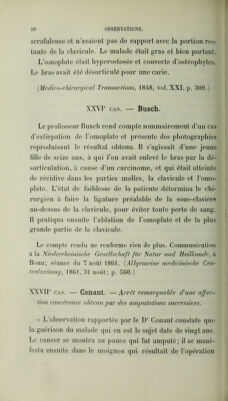 90 OBSERVATIONS.
scrofuleuse et n'avaient pas de rapport avec la portion res-
tante de la clavicule. Le malade était gras et bien portant.
L'omoplate était hyperostosée et couverte d'ostéophytes.
Le bras avait été désarticulé pour une carie.
(Medico-chirurgical Transactions, 1848, vol. XXI, p. 309.)
XXVIe CAS. — Busch.
Le professeur Busch rend compte sommairement d'un cas
d'extirpation de l'omoplate et présente des photographies
reproduisant le résultat obtenu. Il s'agissait d'une jeune
fille de seize ans, à qui l'on avait enlevé le bras par la dé-
sarticulation, à cause d'un carcinome, et qui était atteinte
de récidive dans les parties molles, la clavicule et l'omo-
plate. L'état de faiblesse de la patiente détermina le chi-
rurgien à faire la ligature préalable de la sous-clavière
au-dessus de la clavicule, pour éviter toute perte de sang.
Il pratiqua ensuite l'ablation de l'omoplate et de la plus
grande partie de la clavicule.
Le compte rendu ne renferme rien de plus. Communication
à la Niederrheinische Gesellschaft für Natur und Heilkunde, à
Bonn; séance du 7 août 1861. (Allgemeine medicinische Cen-
tralzeitung, 1861, 31 août; p. 560.)
XXVIIe CAS. — Conant. — Arrêt remarquable d'une affec-
tion cancéreuse obtenu par des amputations successives.
« L'observation rapportée par le Dr Conant constate que
la guérison du malade qui en est le sujet date de vingt ans.
Le cancer se montra au pouce qui fut amputé; il se mani-
festa ensuite dans le moignon qui résultait de l'opération